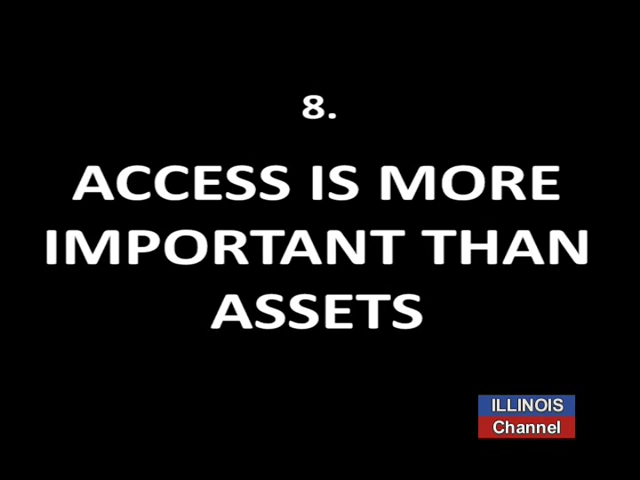 8.
ACCESS IS MORE
IMPORTANT THAN
ASSETS
ILLINOIS
Channel